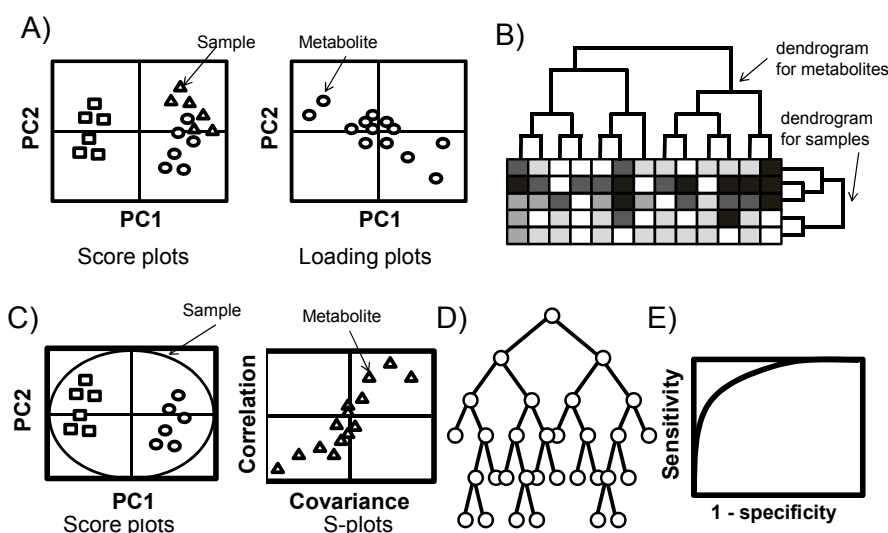 A)
Sample
PC2
PC1
Score plots
Metabolite
PC2
PC1
Loading plots
B)
dendrogram
for metabolites
dendrogram
for samples
C)
Sample
PC2
PC1
Score plots
Metabolite
Correlation
Covariance
S-plots
D)
E)
Sensitivity
1 - specificity